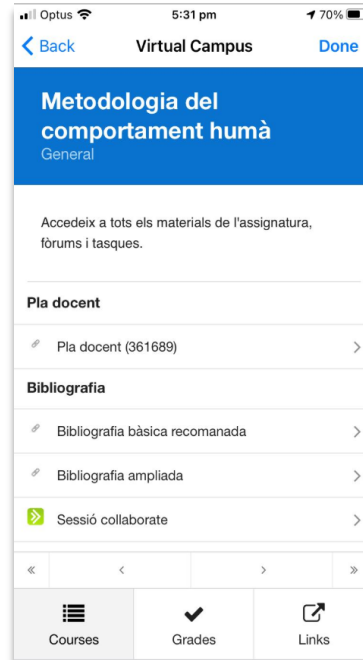 Optus 5:31 pm 70%
Back Virtual Campus Done
Metodologia del
comportament humà
General
Accedeix a tots els materials de l'assignatura,
fòrums i tasques.
Pla docent
Pla docent (361689)
Bibliografia
Bibliografia bàsica recomanada
Bibliografia ampliada
Sessió collaborate
Courses Grades Links